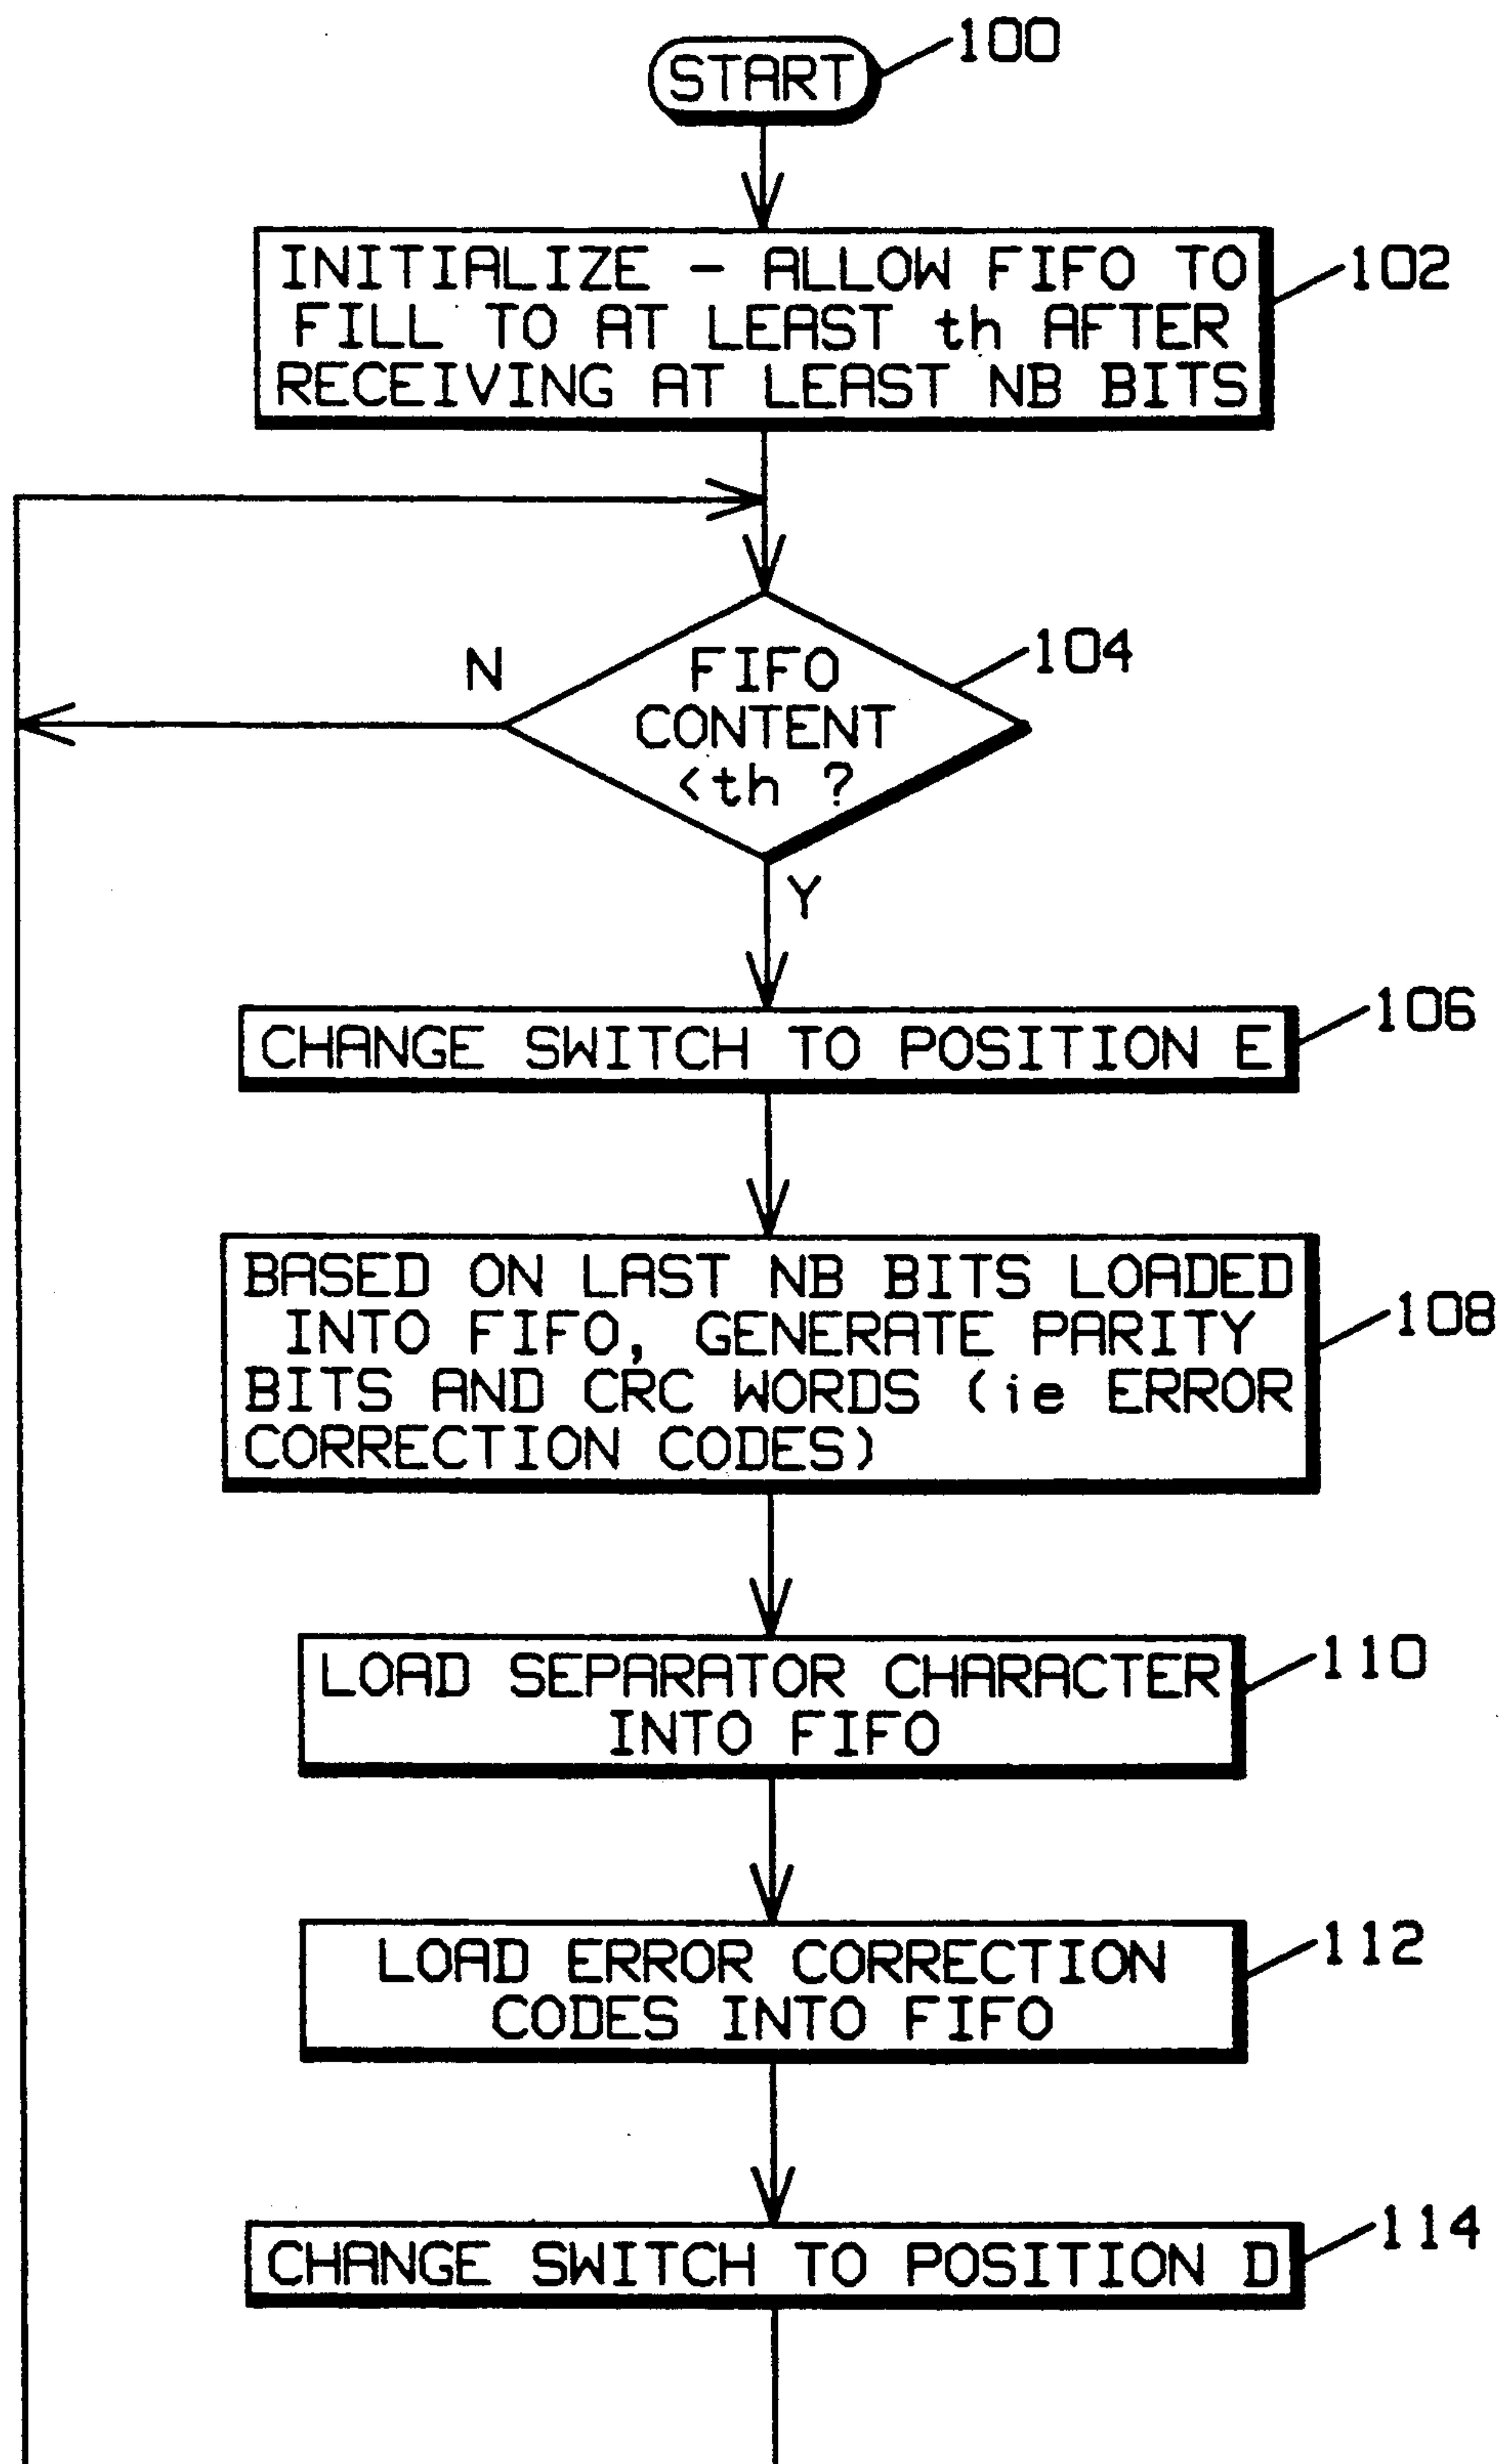 START
100
INITIALIZE - ALLOW FIFO TO
FILL TO AT LEAST th AFTER
RECEIVING AT LEAST NB BITS
102
FIFO
CONTENT
<th ?
104
N
Y
CHANGE SWITCH TO POSITION E
106
BASED ON LAST NB BITS LOADED
INTO FIFO, GENERATE PARITY
BITS AND CRC WORDS (ie ERROR
CORRECTION CODES)
108
LOAD SEPARATOR CHARACTER
INTO FIFO
110
LOAD ERROR CORRECTION
CODES INTO FIFO
112
CHANGE SWITCH TO POSITION D
114